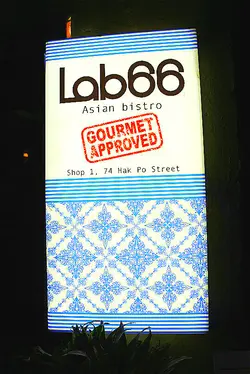 Lab66
Asian bistro
GOURMET
APPROVED
Shop 1, 74 Hak Po Street